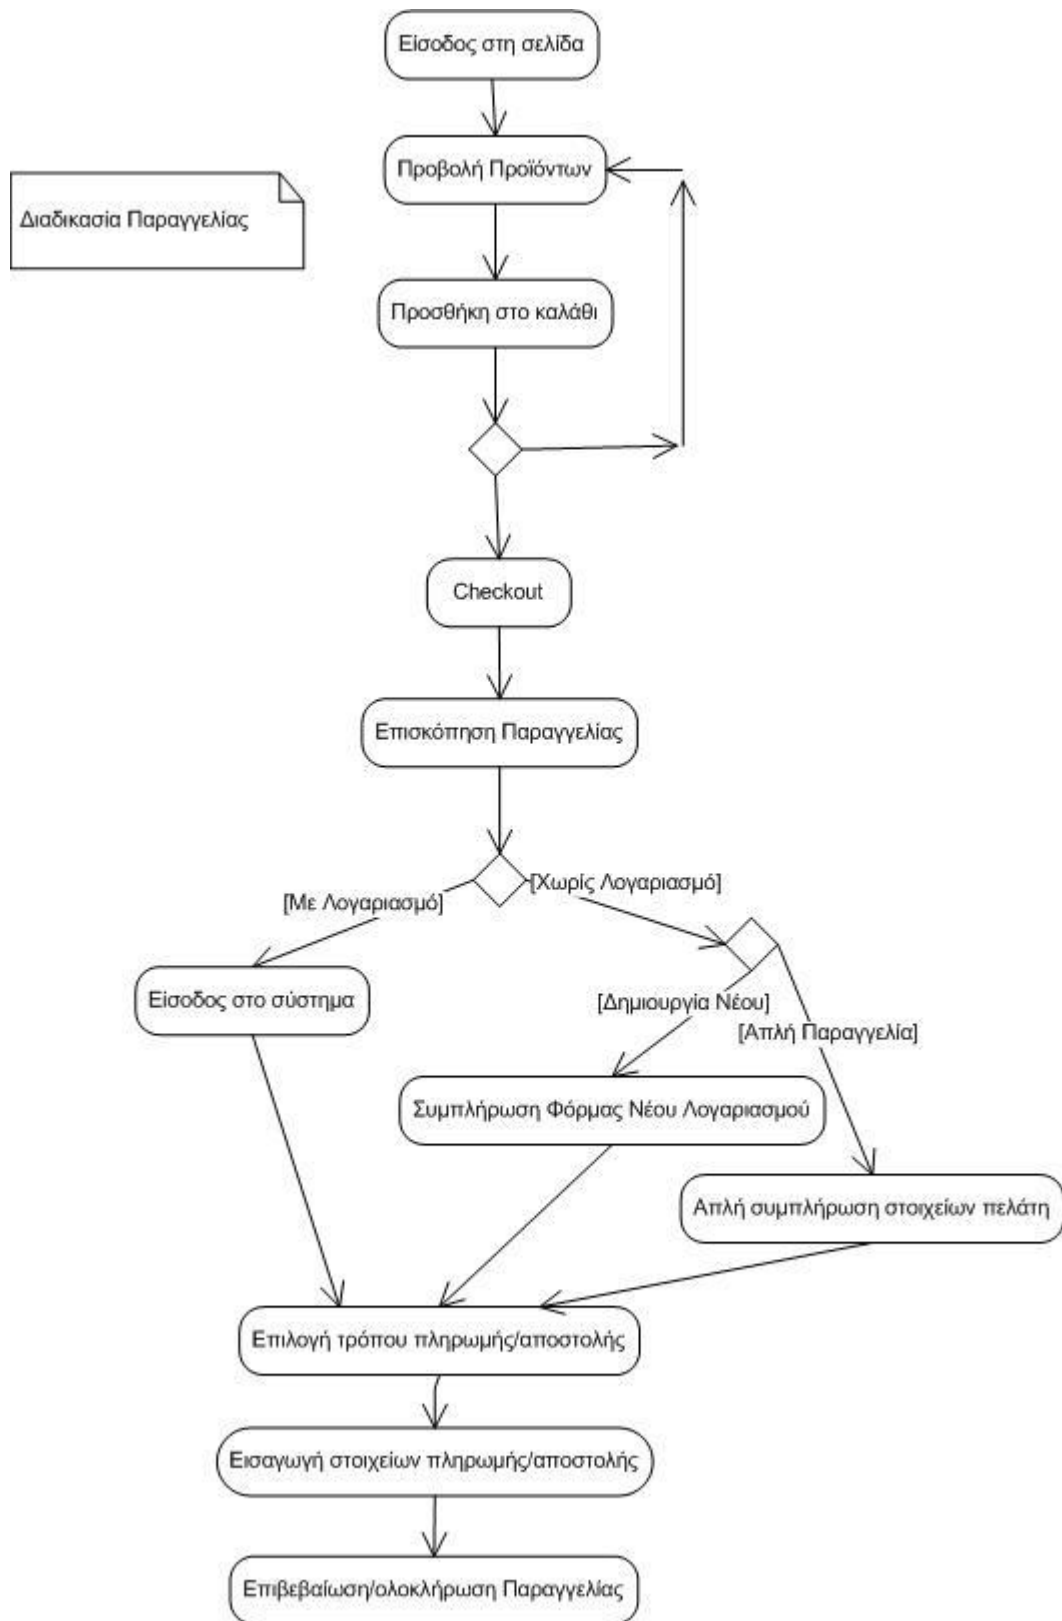 Είσοδος στη σελίδα
Προβολή Προϊόντων
Διαδικασία Παραγγελίας
Προσθήκη στο καλάθι
Checkout
Επισκόπηση Παραγγελίας
[Με Λογαριασμό]
[Χωρίς Λογαριασμό]
Είσοδος στο σύστημα
[Δημιουργία Νέου]
[Απλή Παραγγελία]
Συμπλήρωση Φόρμας Νέου Λογαριασμού
Απλή συμπλήρωση στοιχείων πελάτη
Επιλογή τρόπου πληρωμής/αποστολής
Εισαγωγή στοιχείων πληρωμής/αποστολής
Επιβεβαίωση/ολοκλήρωση Παραγγελίας